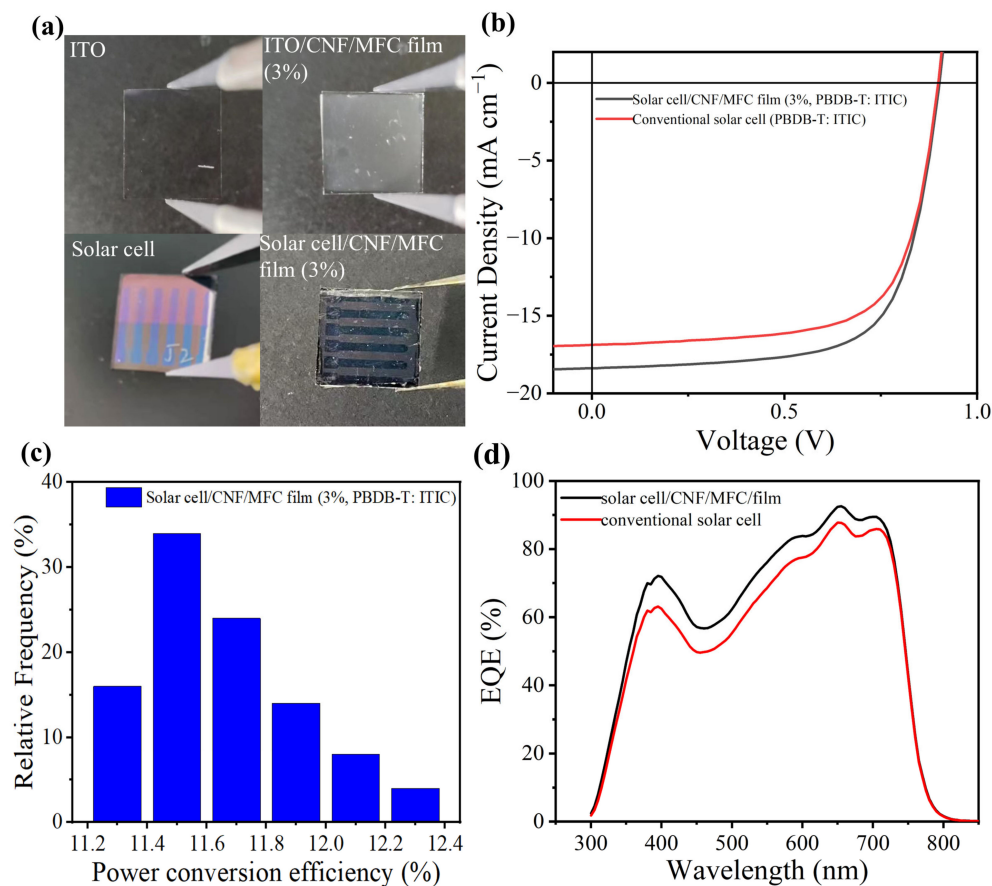 (a)
ITO
ITO/CNF/MFC film
(3%)
Solar cell
Solar cell/CNF/MFC
film (3%)
J2
(b)
Current Density (mA cm⁻¹)
0
−5
−10
−15
−20
Solar cell/CNF/MFC film (3%, PBDB-T: ITIC)
Conventional solar cell (PBDB-T: ITIC)
0.0
0.5
1.0
Voltage (V)
(c)
Relative Frequency (%)
40
30
20
10
0
Solar cell/CNF/MFC film (3%, PBDB-T: ITIC)
11.2
11.4
11.6
11.8
12.0
12.2
12.4
Power conversion efficiency (%)
(d)
EQE (%)
100
80
60
40
20
0
solar cell/CNF/MFC/film
conventional solar cell
300
400
500
600
700
800
Wavelength (nm)